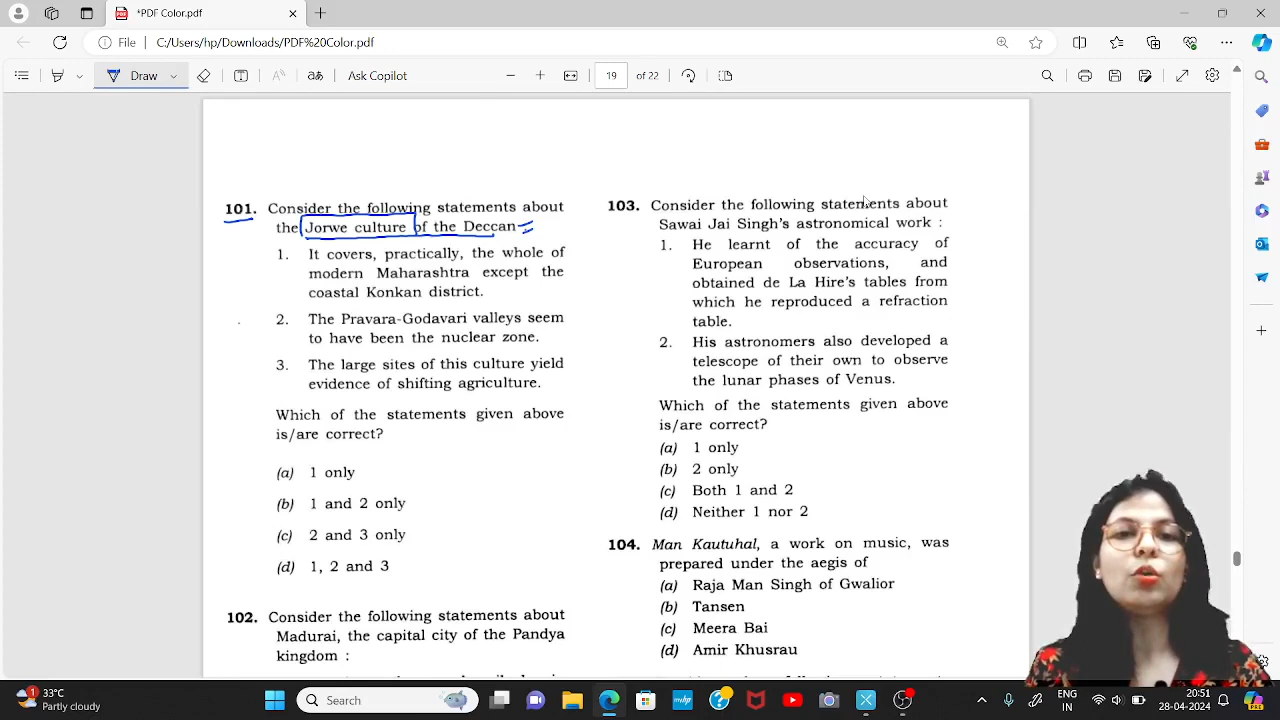 *PDF Color.pdf
File
C:/Users/hp/Downloads/PDF%20Color.pdf
Draw
Ask Copilot
19
of 22
101. Consider the following statements about
the Jorwe culture of the Deccan
1. It covers, practically, the whole of
modern Maharashtra except the
coastal Konkan district.
2. The Pravara-Godavari valleys seem
to have been the nuclear zone.
3. The large sites of this culture yield
evidence of shifting agriculture.
Which of the statements given above
is/are correct?
(a) 1 only
(b) 1 and 2 only
(c) 2 and 3 only
(d) 1, 2 and 3
102. Consider the following statements about
Madurai, the capital city of the Pandya
kingdom :
103. Consider the following statements about
Sawai Jai Singh's astronomical work :
1. He learnt of the accuracy of
European observations, and
obtained de La Hire's tables from
which he reproduced a refraction
table.
2. His astronomers also developed a
telescope of their own to observe
the lunar phases of Venus.
Which of the statements given above
is/are correct?
(a) 1 only
(b) 2 only
(c) Both 1 and 2
(d) Neither 1 nor 2
104. Man Kautuhal, a work on music, was
prepared under the aegis of
(a) Raja Man Singh of Gwalior
(b) Tansen
(c) Meera Bai
(d) Amir Khusrau
33°C
Partly cloudy
Search
ENG
IN
20:51
28-04-2024